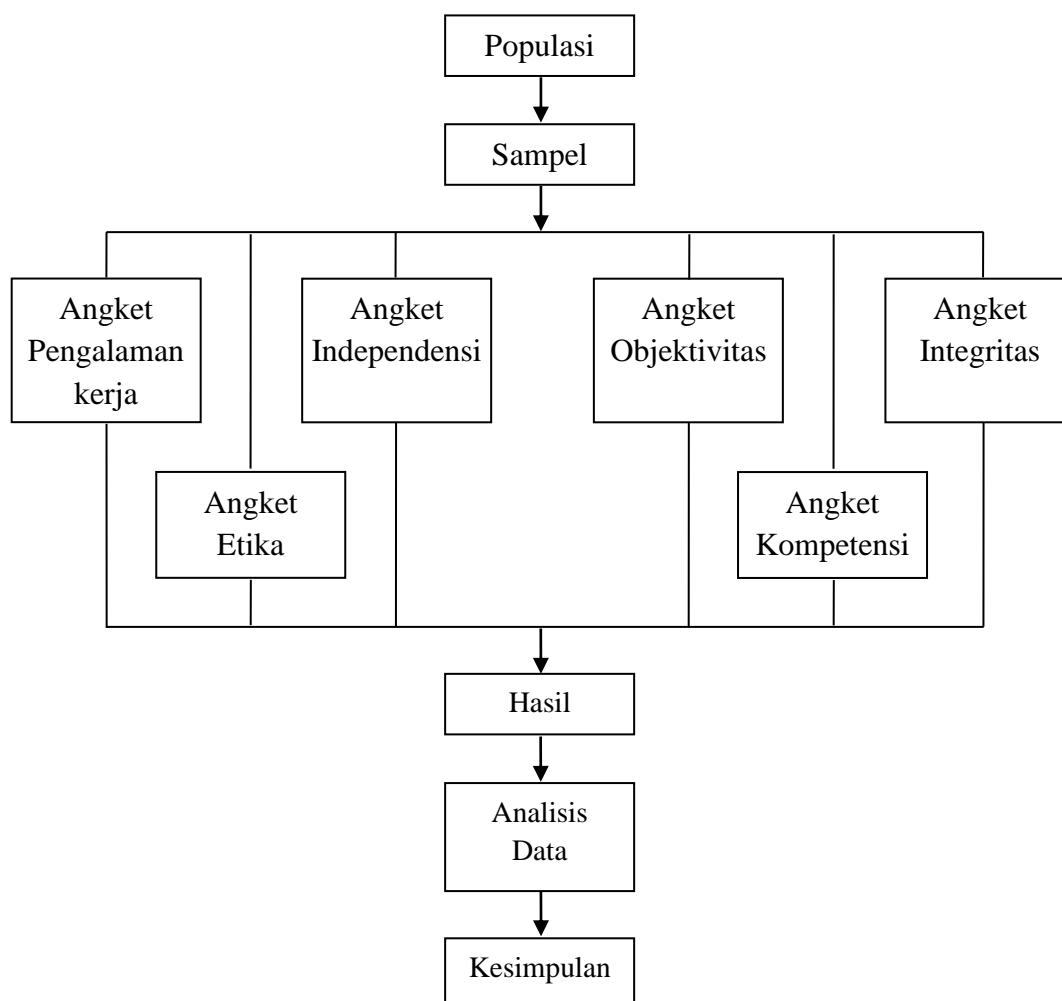 Populasi
Sampel
Angket
Pengalaman
kerja
Angket
Independensi
Angket
Objektivitas
Angket
Integritas
Angket
Etika
Angket
Kompetensi
Hasil
Analisis
Data
Kesimpulan